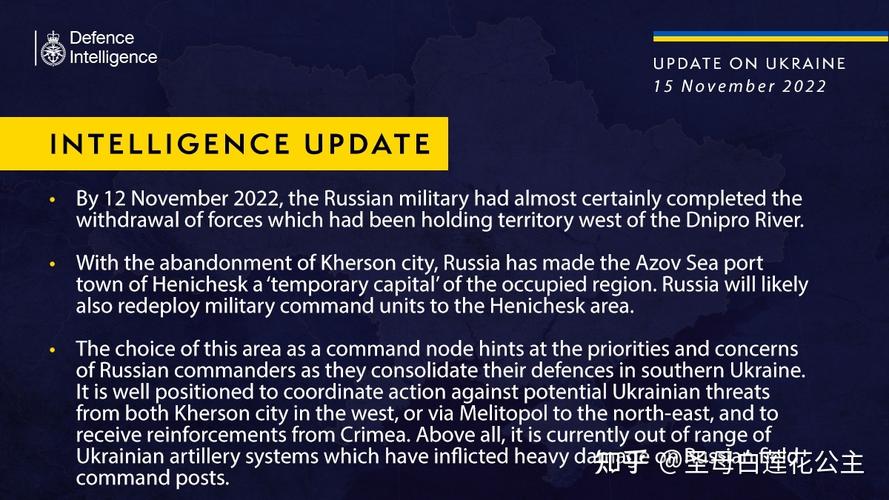 Defence
Intelligence
UPDATE ON UKRAINE
15 November 2022
INTELLIGENCE UPDATE
• By 12 November 2022, the Russian military had almost certainly completed the
withdrawal of forces which had been holding territory west of the Dnipro River.
• With the abandonment of Kherson city, Russia has made the Azov Sea port
town of Henichesk a ‘temporary capital’ of the occupied region. Russia will likely
also redeploy military command units to the Henichesk area.
• The choice of this area as a command node hints at the priorities and concerns
of Russian commanders as they consolidate their defences in southern Ukraine.
It is well positioned to coordinate action against potential Ukrainian threats
from both Kherson city in the west, or via Melitopol to the north-east, and to
receive reinforcements from Crimea. Above all, it is currently out of range of
Ukrainian artillery systems which have inflicted heavy damage on Russian field
command posts.
知乎 @圣母白莲花公主